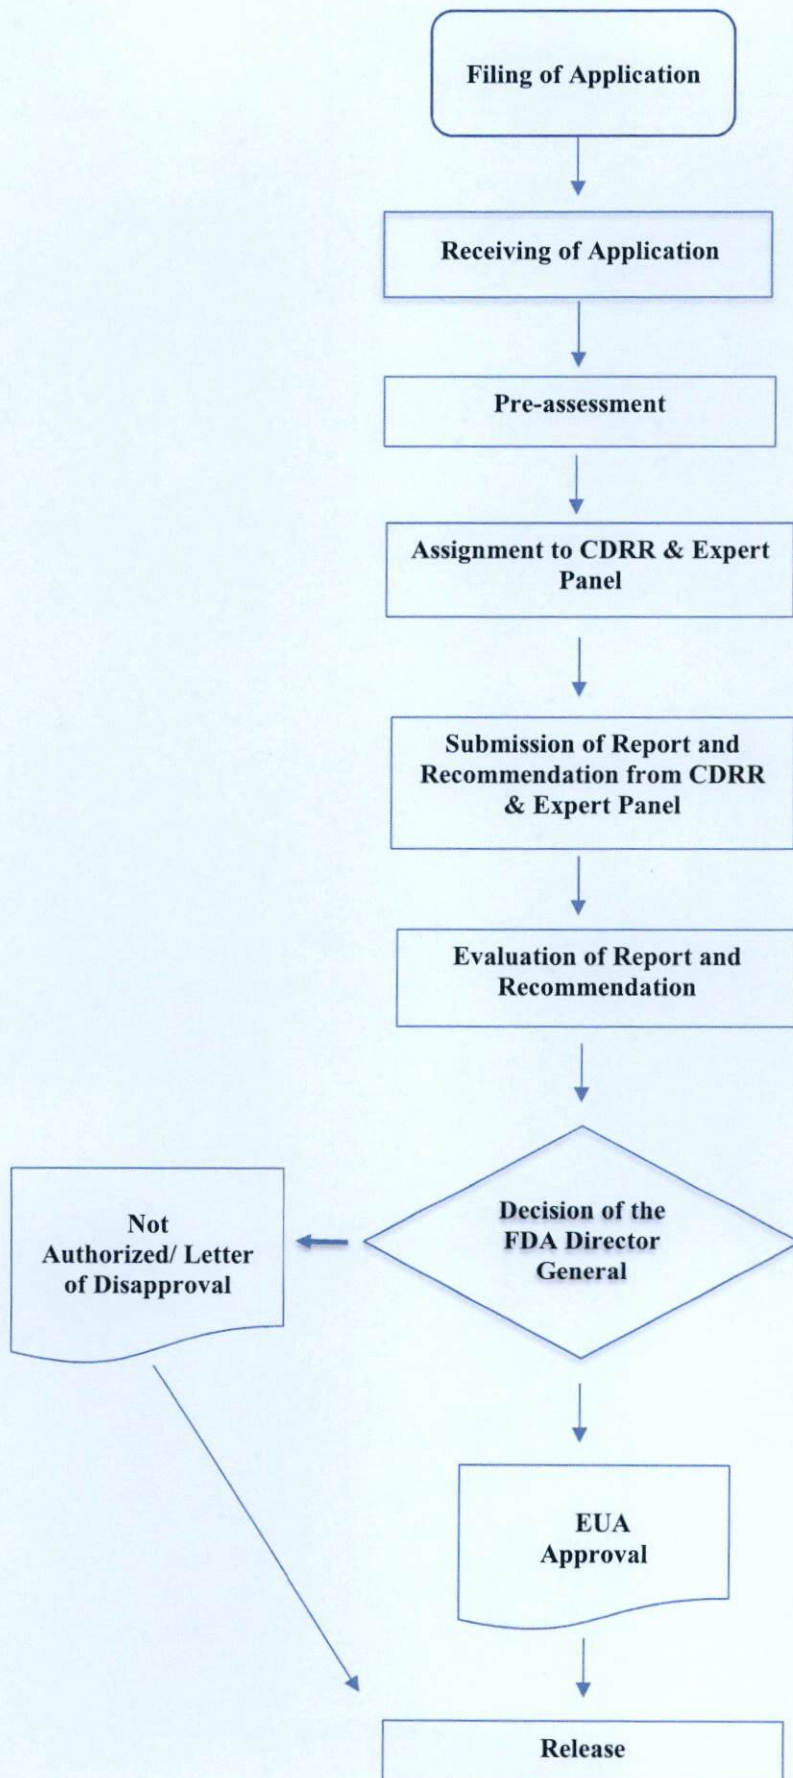 Filing of Application
Receiving of Application
Pre-assessment
Assignment to CDRR & Expert
Panel
Submission of Report and
Recommendation from CDRR
& Expert Panel
Evaluation of Report and
Recommendation
Decision of the
FDA Director
General
Not
Authorized/ Letter
of Disapproval
EUA
Approval
Release